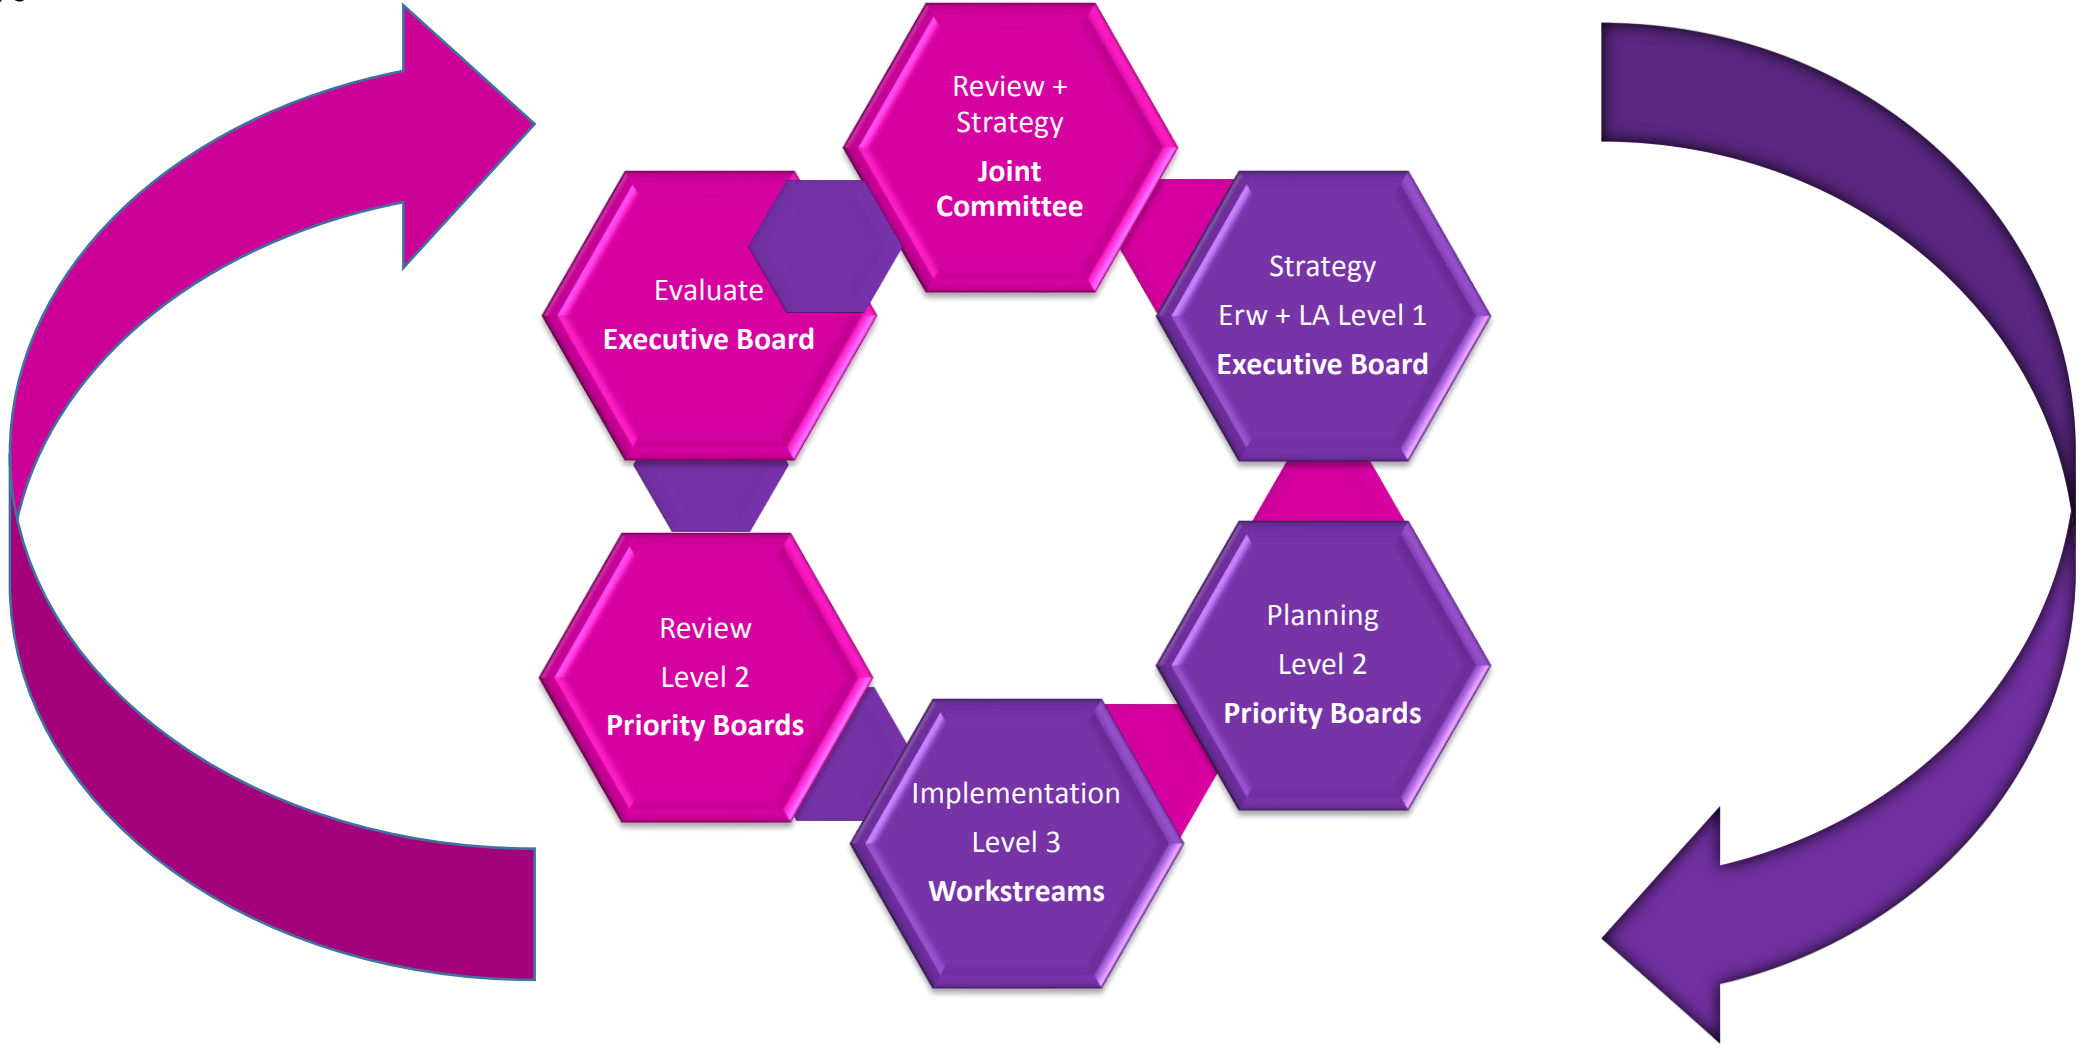 Review +
Strategy
Joint
Committee
Strategy
Erw + LA Level 1
Executive Board
Planning
Level 2
Priority Boards
Implementation
Level 3
Workstreams
Review
Level 2
Priority Boards
Evaluate
Executive Board